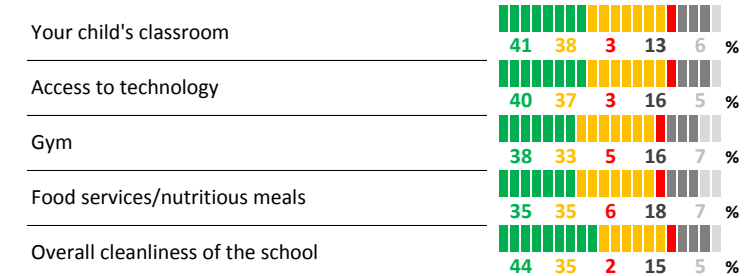 Your child's classroom
41 38 3 13 6 %
Access to technology
40 37 3 16 5 %
Gym
38 33 5 16 7 %
Food services/nutritious meals
35 35 6 18 7 %
Overall cleanliness of the school
44 35 2 15 5 %